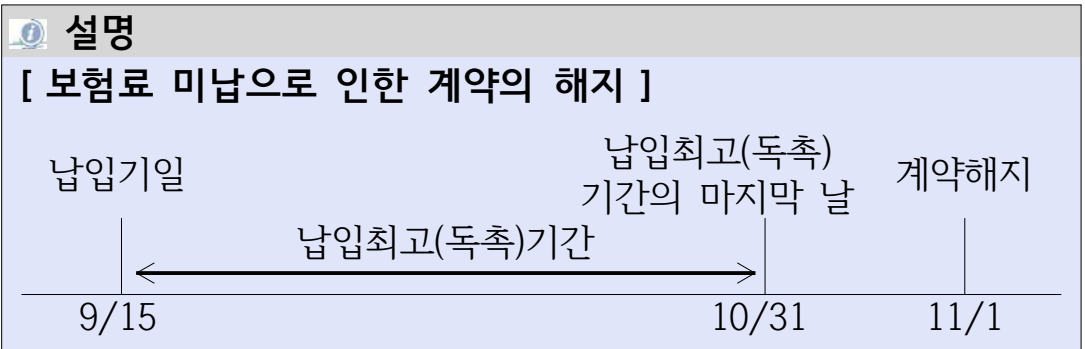 설명
[ 보험료 미납으로 인한 계약의 해지 ]
납입기일
납입최고(독촉)
기간의 마지막 날
계약해지
납입최고(독촉)기간
9/15
10/31
11/1